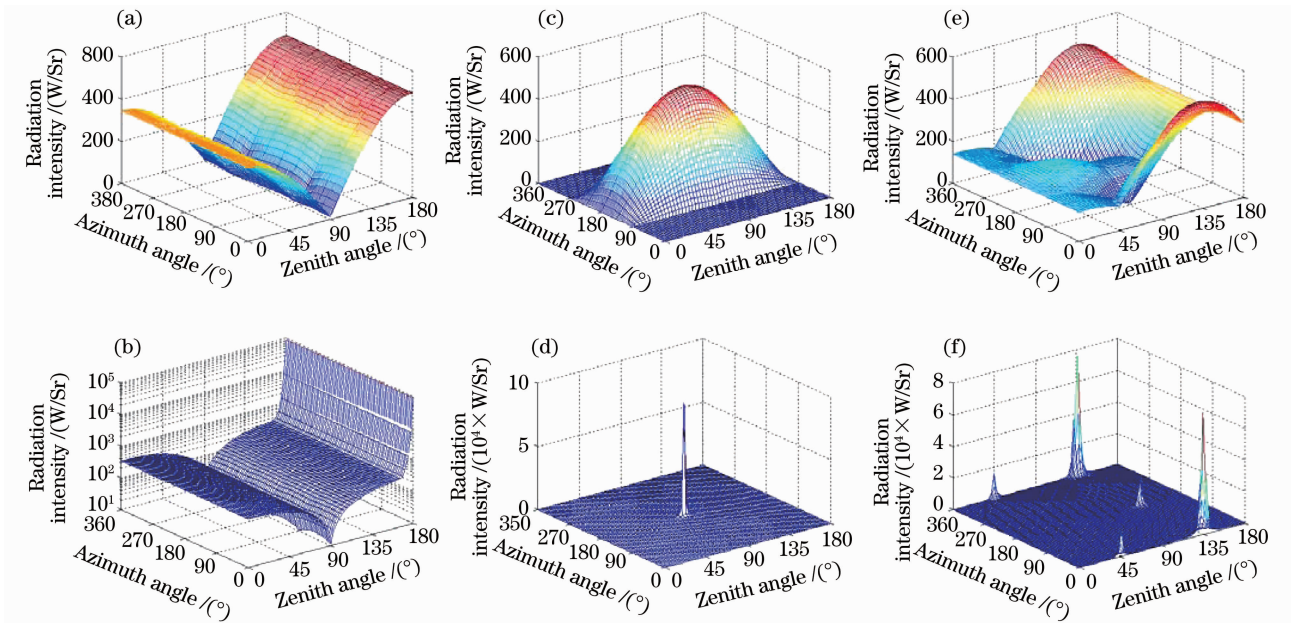 (a)
Radiation
intensity /(W/Sr)
800
400
200
0
380
270
180
90
0
Azimuth angle /(°)
0
45
90
135
180
Zenith angle /(°)
(c)
Radiation
intensity /(W/Sr)
600
400
200
0
360
270
180
90
0
Azimuth angle /(°)
0
45
90
135
180
Zenith angle /(°)
(e)
Radiation
intensity /(W/Sr)
600
400
200
0
360
270
180
90
0
Azimuth angle /(°)
0
45
90
135
180
Zenith angle /(°)
(b)
Radiation
intensity /(W/Sr)
10⁵
10⁴
10³
10²
10¹
360
270
180
90
0
Azimuth angle /(°)
0
45
90
135
180
Zenith angle /(°)
(d)
Radiation
intensity /(10⁴× W/Sr)
10
5
0
350
270
180
90
0
Azimuth angle /(°)
0
45
90
135
180
Zenith angle /(°)
(f)
Radiation
intensity /(10⁴× W/Sr)
8
6
4
2
0
360
270
180
90
0
Azimuth angle /(°)
0
45
90
135
180
Zenith angle /(°)